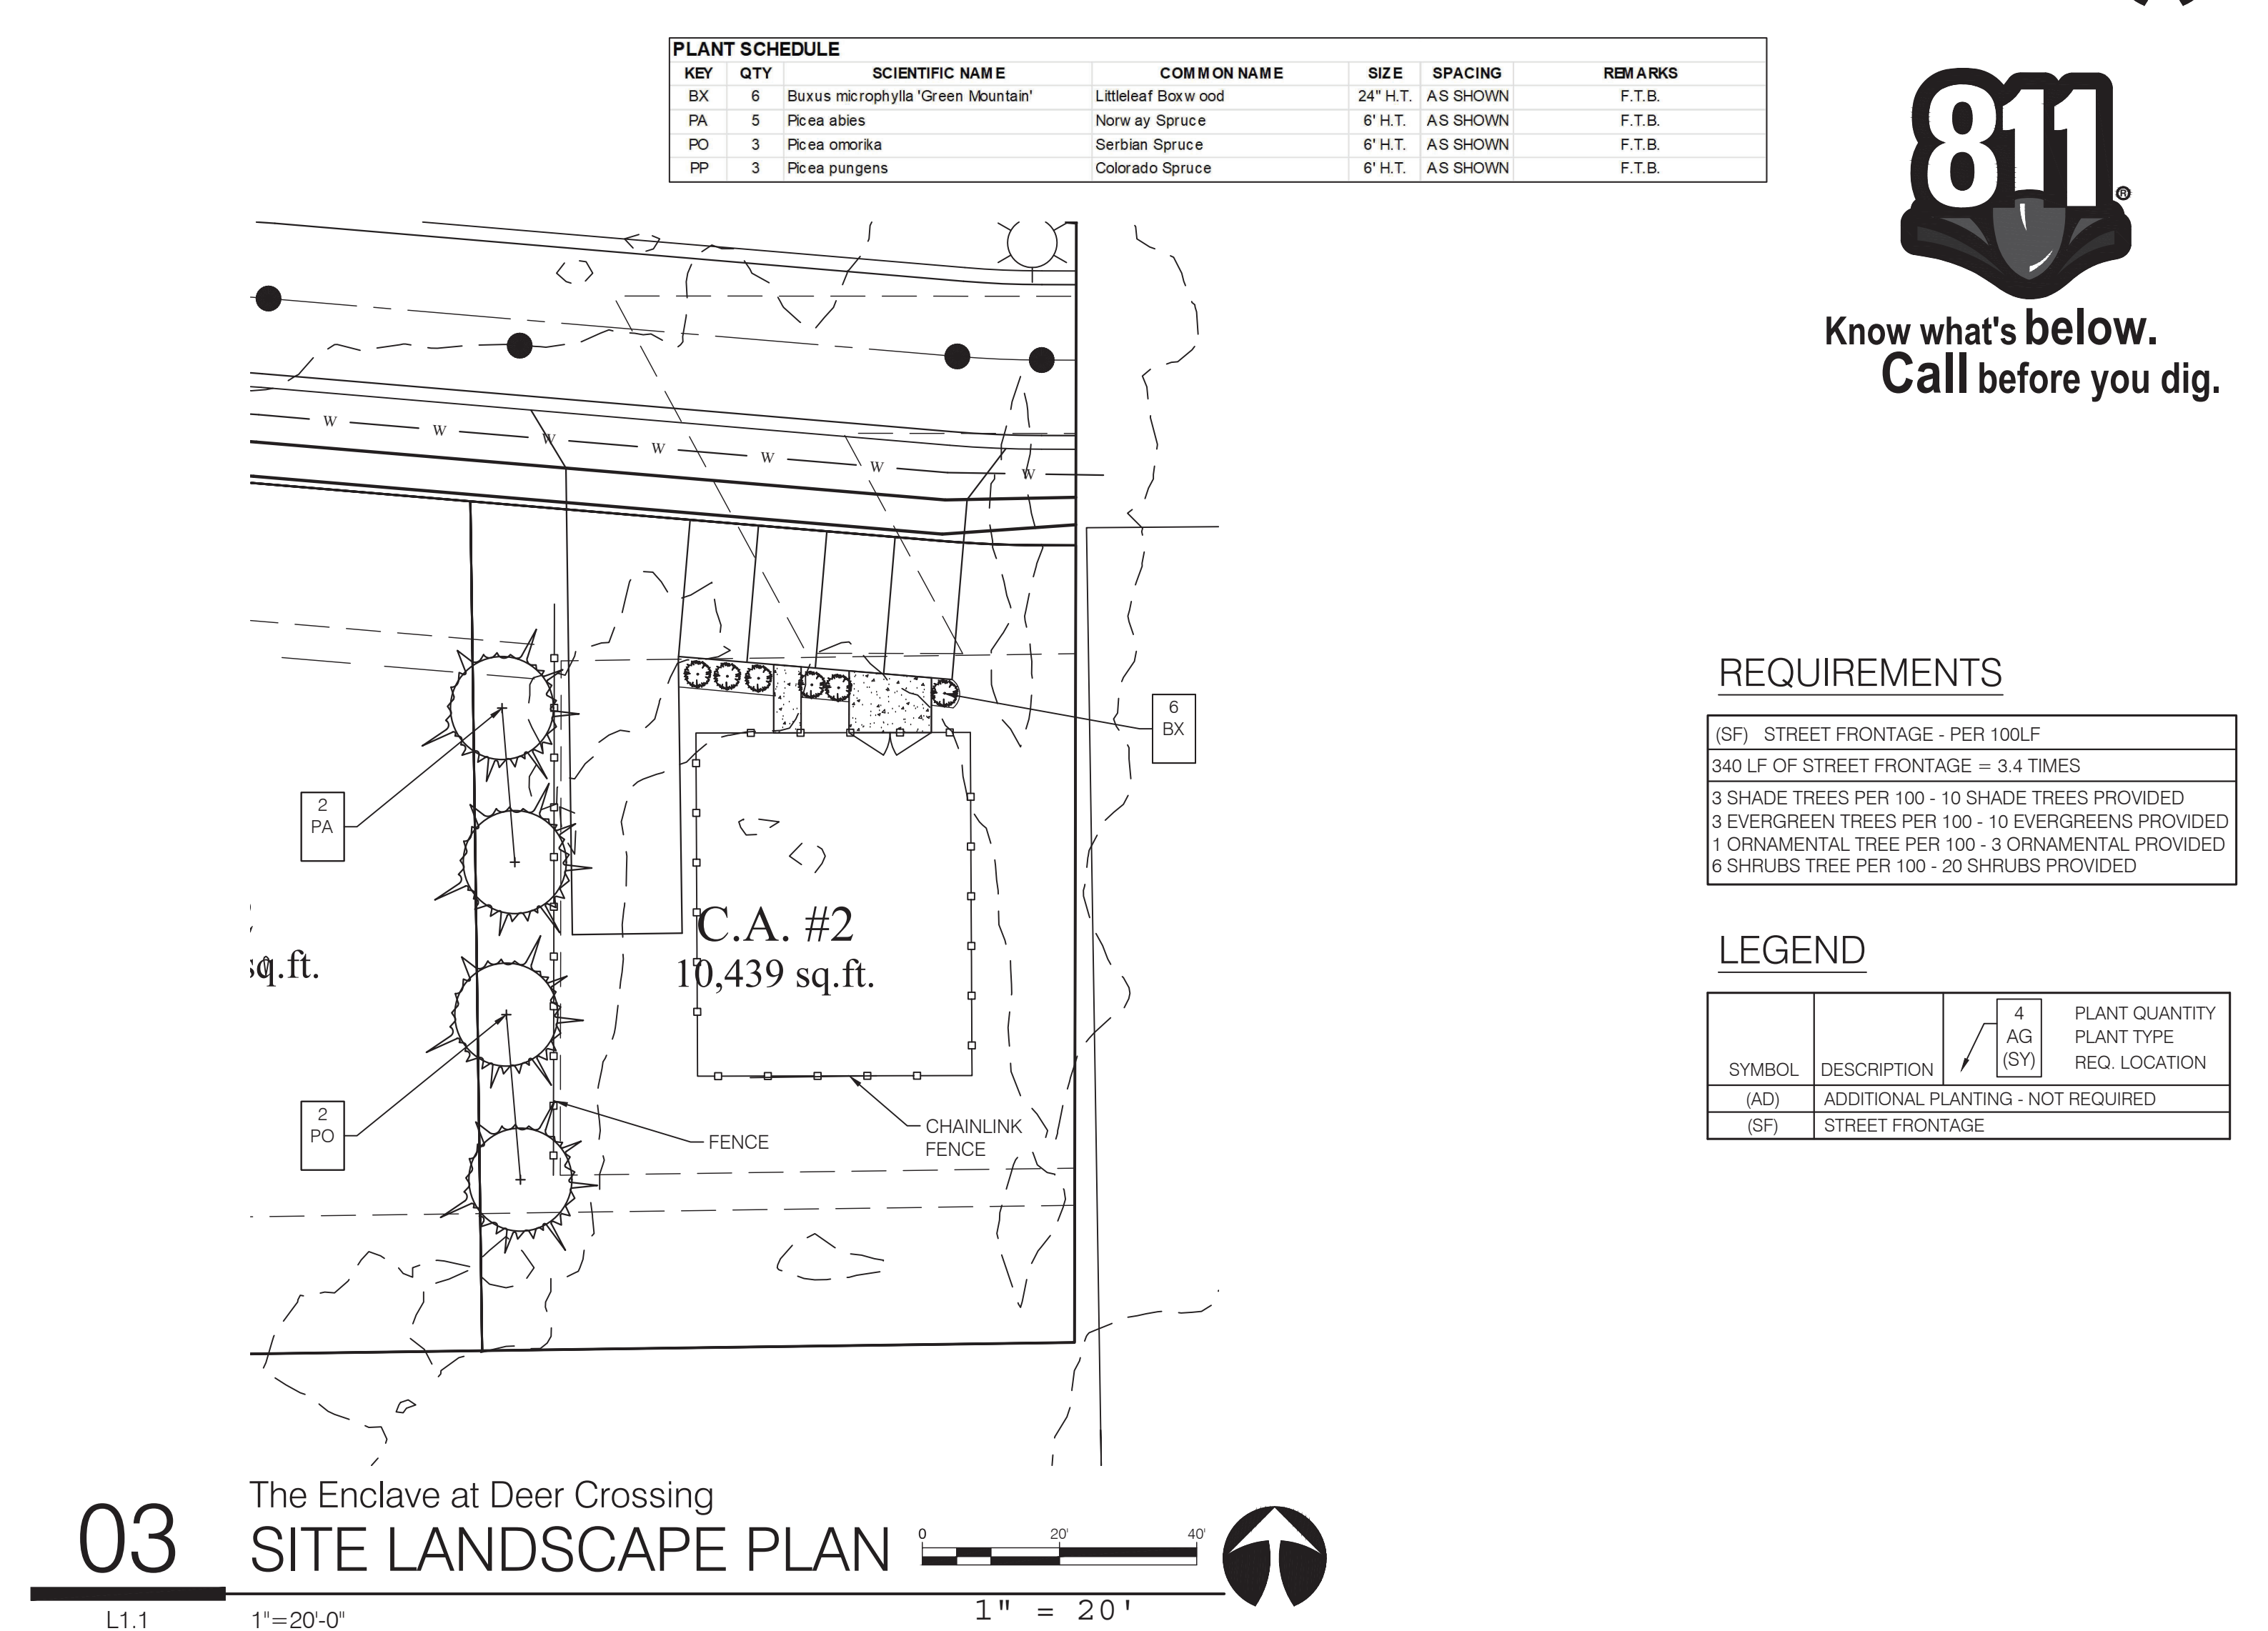 PLANT SCHEDULE
KEY QTY SCIENTIFIC NAME COMMON NAME SIZE SPACING REMARKS
BX 6 Buxus microphylla 'Green Mountain' Littleleaf Boxwood 24" H.T. AS SHOWN F.T.B.
PA 5 Picea abies Norway Spruce 6' H.T. AS SHOWN F.T.B.
PO 3 Picea omorika Serbian Spruce 6' H.T. AS SHOWN F.T.B.
PP 3 Picea pungens Colorado Spruce 6' H.T. AS SHOWN F.T.B.
811®
Know what's below.
Call before you dig.
W W W W W W W
6
BX
2
PA
C.A. #2
10,439 sq.ft.
sq.ft.
2
PO
FENCE
CHAINLINK
FENCE
REQUIREMENTS
(SF) STREET FRONTAGE - PER 100LF
340 LF OF STREET FRONTAGE = 3.4 TIMES
3 SHADE TREES PER 100 - 10 SHADE TREES PROVIDED
3 EVERGREEN TREES PER 100 - 10 EVERGREENS PROVIDED
1 ORNAMENTAL TREE PER 100 - 3 ORNAMENTAL PROVIDED
6 SHRUBS TREE PER 100 - 20 SHRUBS PROVIDED
LEGEND
4 PLANT QUANTITY
AG PLANT TYPE
(SY) REQ. LOCATION
SYMBOL DESCRIPTION
(AD) ADDITIONAL PLANTING - NOT REQUIRED
(SF) STREET FRONTAGE
03
The Enclave at Deer Crossing
SITE LANDSCAPE PLAN
0 20' 40'
L1.1
1"=20'-0"
1" = 20'